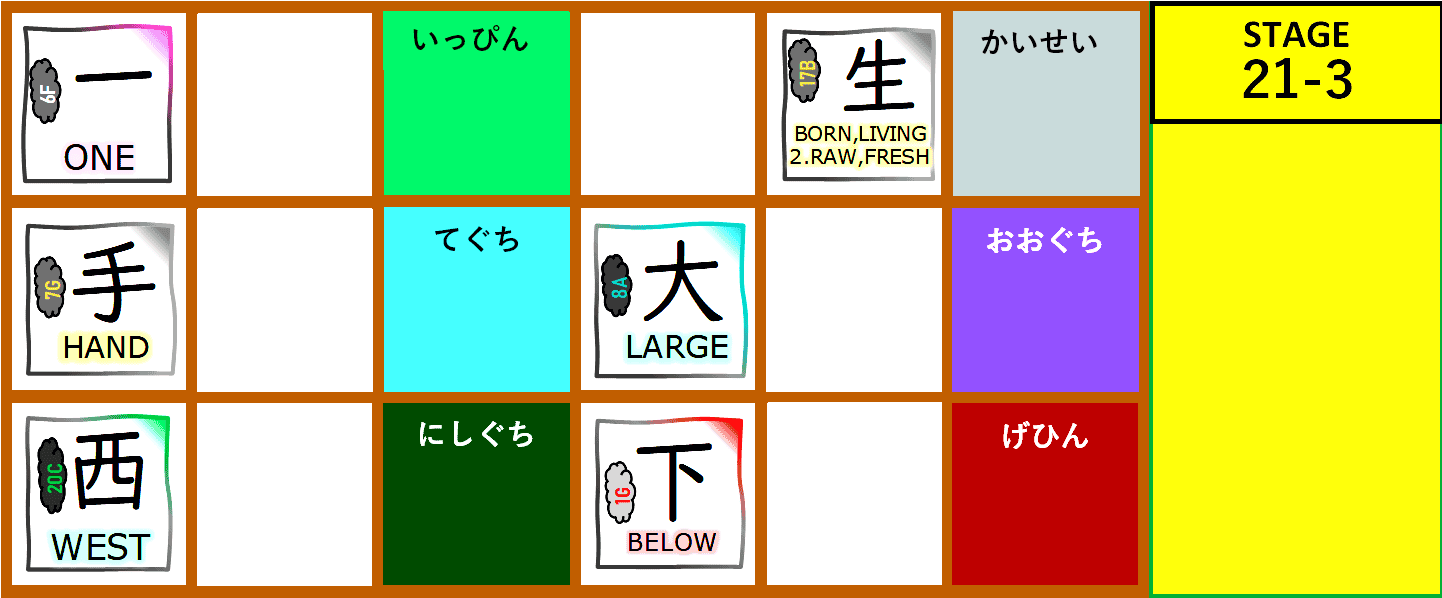 6F
一
ONE
いっぴん
17B
生
BORN,LIVING
2.RAW,FRESH
かいせい
STAGE
21-3
7G
手
HAND
てぐち
8A
大
LARGE
おおぐち
20C
西
WEST
にしぐち
1G
下
BELOW
げひん